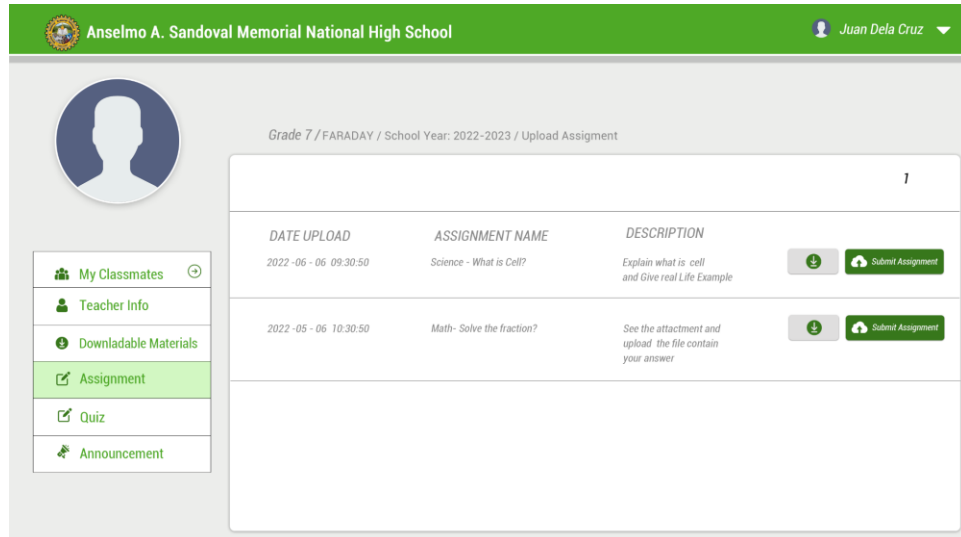 Anselmo A. Sandoval Memorial National High School
Juan Dela Cruz
Grade 7 / FARADAY / School Year: 2022-2023 / Upload Assigment
1
DATE UPLOAD ASSIGNMENT NAME DESCRIPTION
2022 -06 - 06 09:30:50 Science - What is Cell? Explain what is cell
and Give real Life Example
Submit Assignment
2022 -05 - 06 10:30:50 Math- Solve the fraction? See the attactment and
upload the file contain
your answer
Submit Assignment
My Classmates
Teacher Info
Downladable Materials
Assignment
Quiz
Announcement